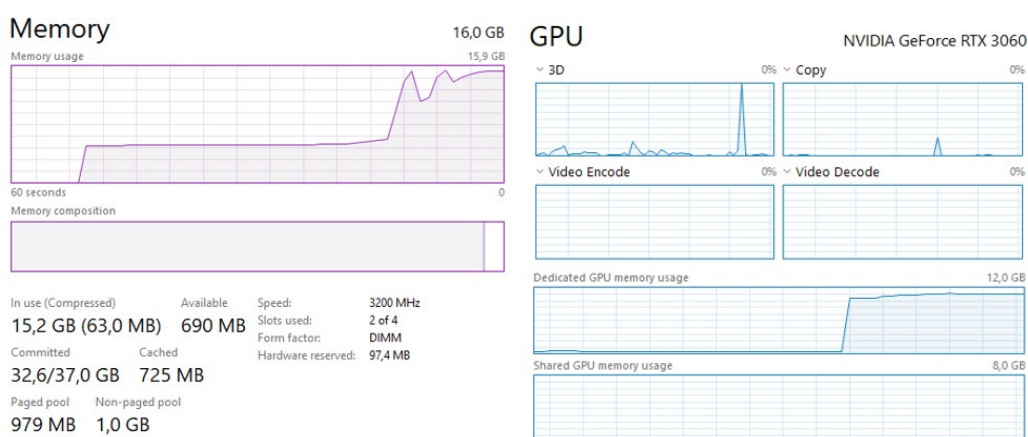 Memory 16,0 GB
Memory usage 15,9 GB
60 seconds 0
Memory composition
In use (Compressed) Available
15,2 GB (63,0 MB) 690 MB
Committed Cached
32,6/37,0 GB 725 MB
Paged pool Non-paged pool
979 MB 1,0 GB
Speed: 3200 MHz
Slots used: 2 of 4
Form factor: DIMM
Hardware reserved: 97,4 MB
GPU NVIDIA GeForce RTX 3060
3D 0% Copy 0%
Video Encode 0% Video Decode 0%
Dedicated GPU memory usage 12,0 GB
Shared GPU memory usage 8,0 GB